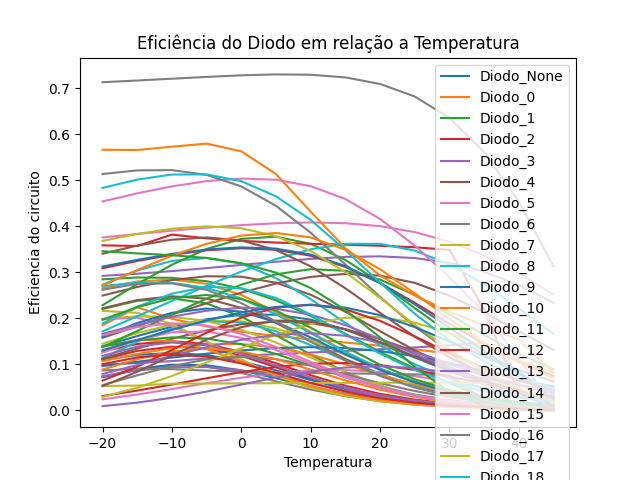 Eficiência do Diodo em relação a Temperatura
Eficiencia do circuito
0.7
0.6
0.5
0.4
0.3
0.2
0.1
0.0
−20
−10
0
10
20
30
40
Temperatura
Diodo_None
Diodo_0
Diodo_1
Diodo_2
Diodo_3
Diodo_4
Diodo_5
Diodo_6
Diodo_7
Diodo_8
Diodo_9
Diodo_10
Diodo_11
Diodo_12
Diodo_13
Diodo_14
Diodo_15
Diodo_16
Diodo_17
Diodo_18